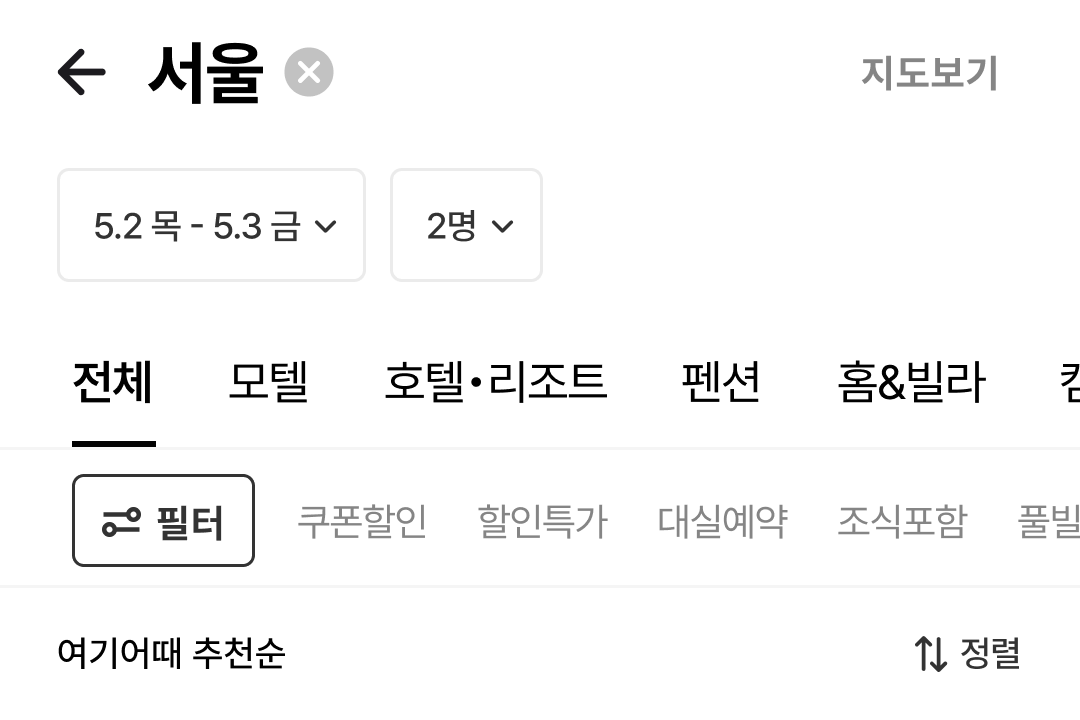 서울 지도보기
5.2 목 - 5.3 금 2명
전체 모텔 호텔•리조트 펜션 홈&빌라
필터 쿠폰할인 할인특가 대실예약 조식포함 풀빌
여기어때 추천순 정렬